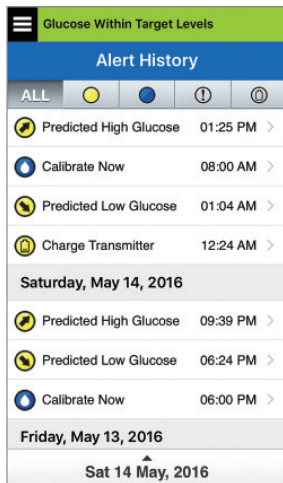 Glucose Within Target Levels
Alert History
ALL
Predicted High Glucose 01:25 PM
Calibrate Now 08:00 AM
Predicted Low Glucose 01:04 AM
Charge Transmitter 12:24 AM
Saturday, May 14, 2016
Predicted High Glucose 09:39 PM
Predicted Low Glucose 06:24 PM
Calibrate Now 06:00 PM
Friday, May 13, 2016
Sat 14 May, 2016